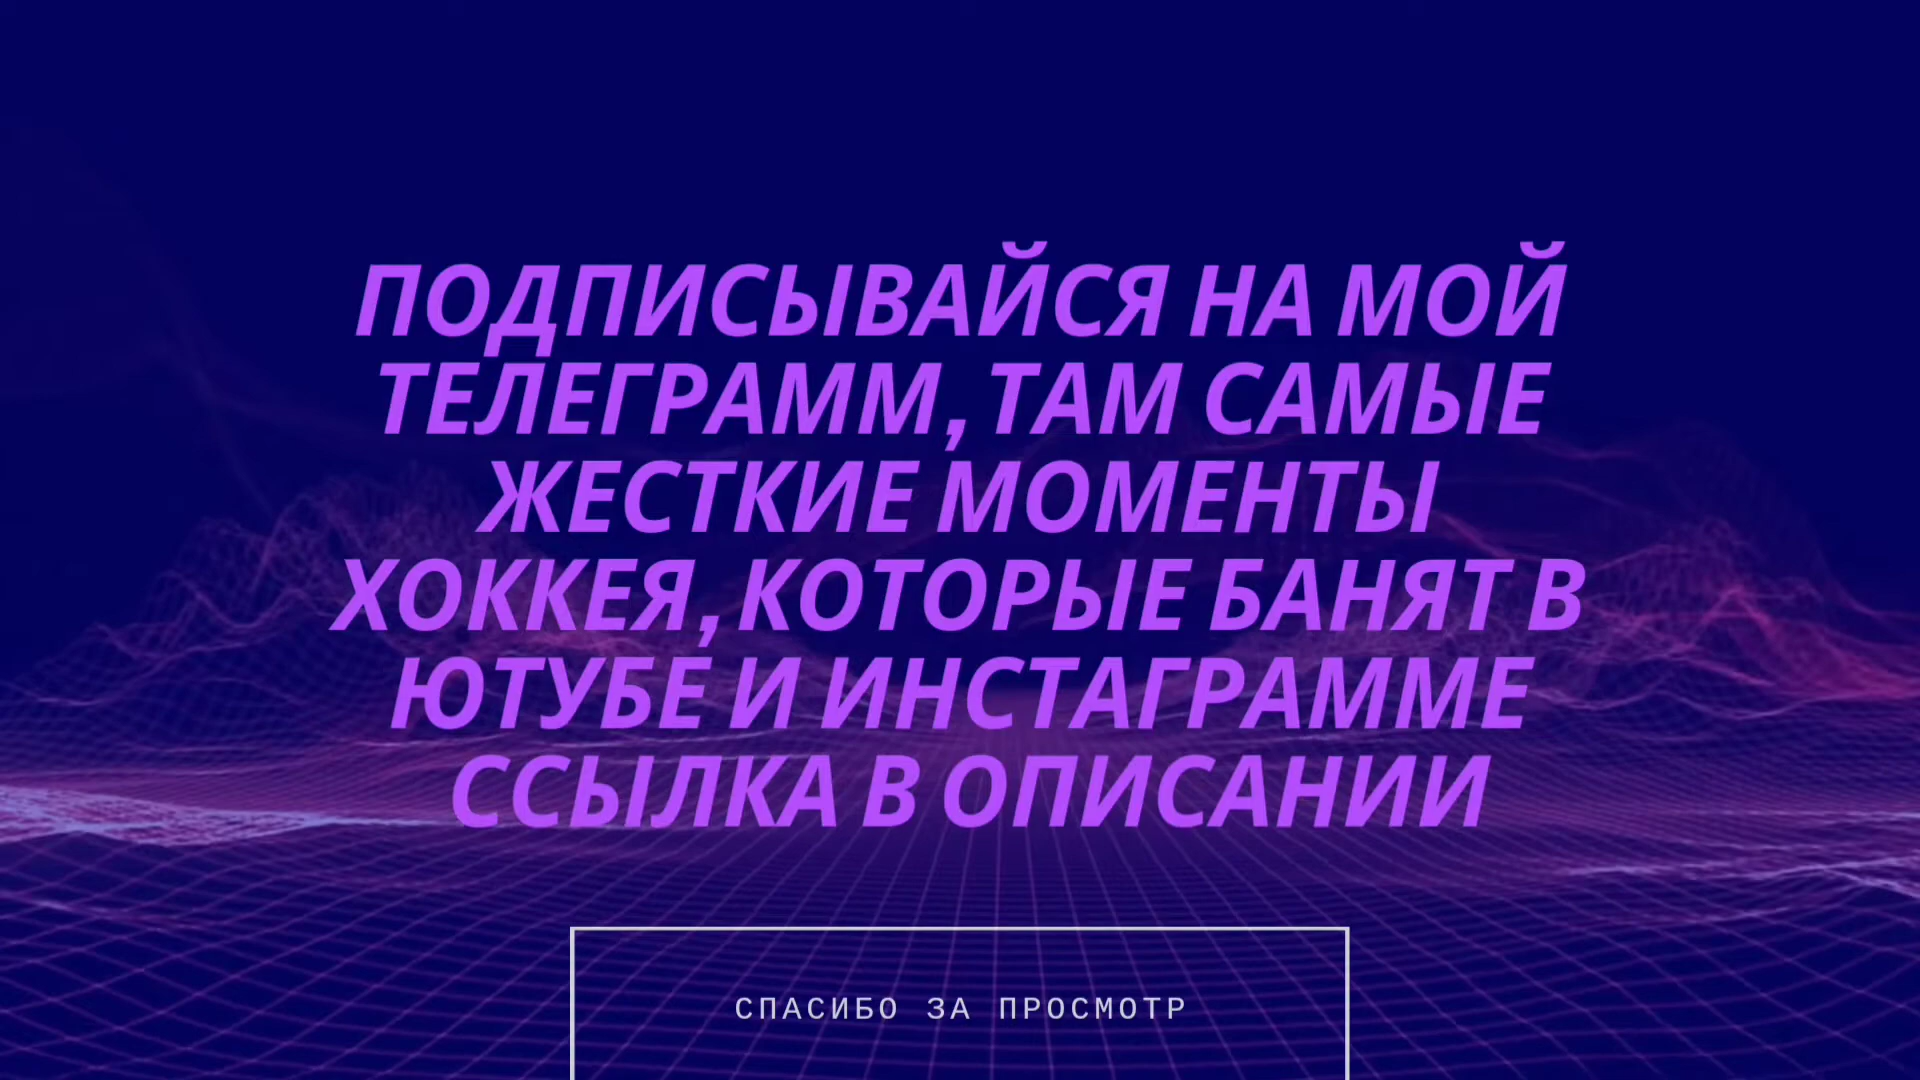 ПОДПИСЫВАЙСЯ НА МОЙ
ТЕЛЕГРАММ, ТАМ САМЫЕ
ЖЕСТКИЕ МОМЕНТЫ
ХОККЕЯ, КОТОРЫЕ БАНЯТ В
ЮТУБЕ И ИНСТАГРАММЕ
ССЫЛКА В ОПИСАНИИ
СПАСИБО ЗА ПРОСМОТР